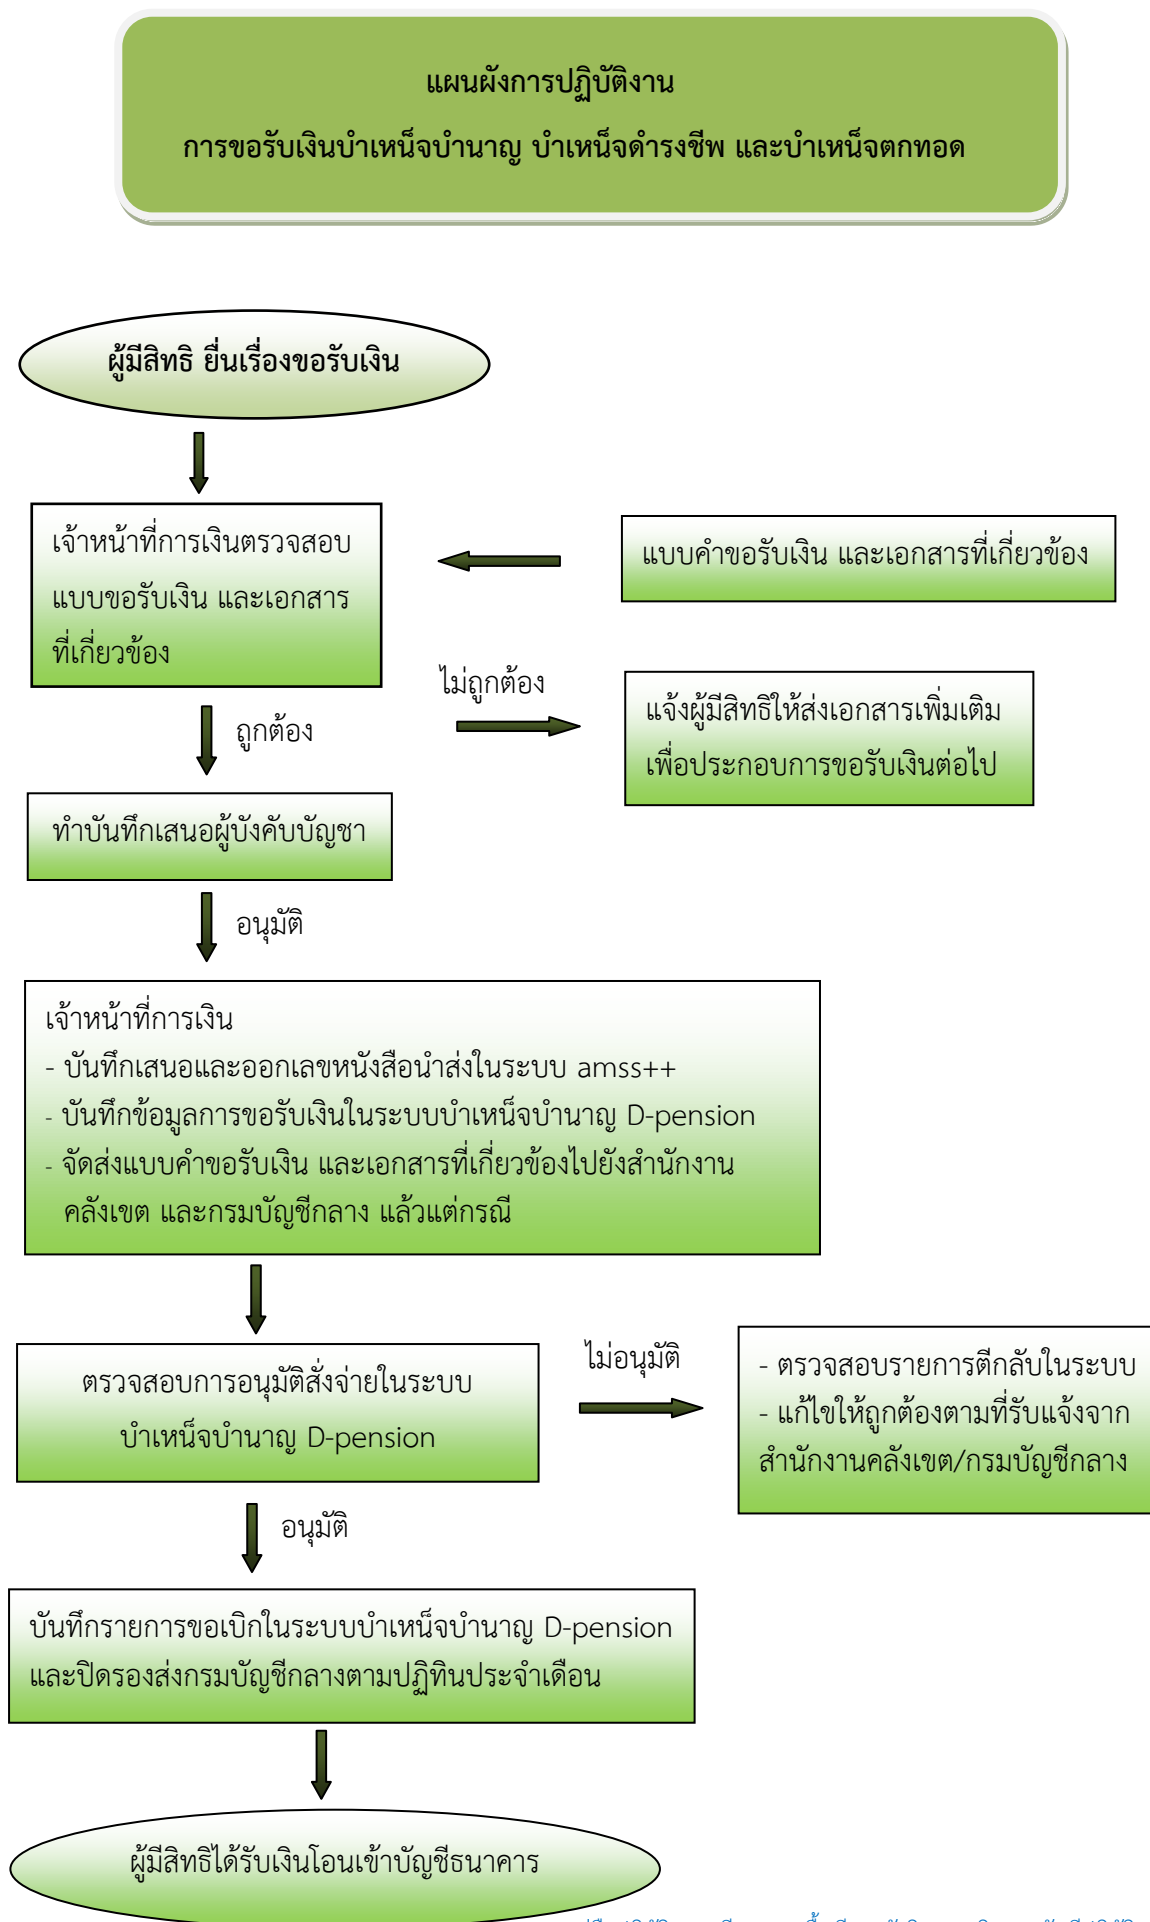 แผนผังการปฏิบัติงาน
การขอรับเงินบำเหน็จบำนาญ บำเหน็จดำรงชีพ และบำเหน็จตกทอด
ผู้มีสิทธิ ยื่นเรื่องขอรับเงิน
เจ้าหน้าที่การเงินตรวจสอบ
แบบขอรับเงิน และเอกสาร
ที่เกี่ยวข้อง
แบบคำขอรับเงิน และเอกสารที่เกี่ยวข้อง
ไม่ถูกต้อง
แจ้งผู้มีสิทธิให้ส่งเอกสารเพิ่มเติม
เพื่อประกอบการขอรับเงินต่อไป
ถูกต้อง
ทำบันทึกเสนอผู้บังคับบัญชา
อนุมัติ
เจ้าหน้าที่การเงิน
- บันทึกเสนอและออกเลขหนังสือนำส่งในระบบ amss++
- บันทึกข้อมูลการขอรับเงินในระบบบำเหน็จบำนาญ D-pension
- จัดส่งแบบคำขอรับเงิน และเอกสารที่เกี่ยวข้องไปยังสำนักงาน
คลังเขต และกรมบัญชีกลาง แล้วแต่กรณี
ตรวจสอบการอนุมัติสั่งจ่ายในระบบ
บำเหน็จบำนาญ D-pension
ไม่อนุมัติ
- ตรวจสอบรายการตีกลับในระบบ
- แก้ไขให้ถูกต้องตามที่รับแจ้งจาก
สำนักงานคลังเขต/กรมบัญชีกลาง
อนุมัติ
บันทึกรายการขอเบิกในระบบบำเหน็จบำนาญ D-pension
และปิดรองส่งกรมบัญชีกลางตามปฏิทินประจำเดือน
ผู้มีสิทธิได้รับเงินโอนเข้าบัญชีธนาคาร